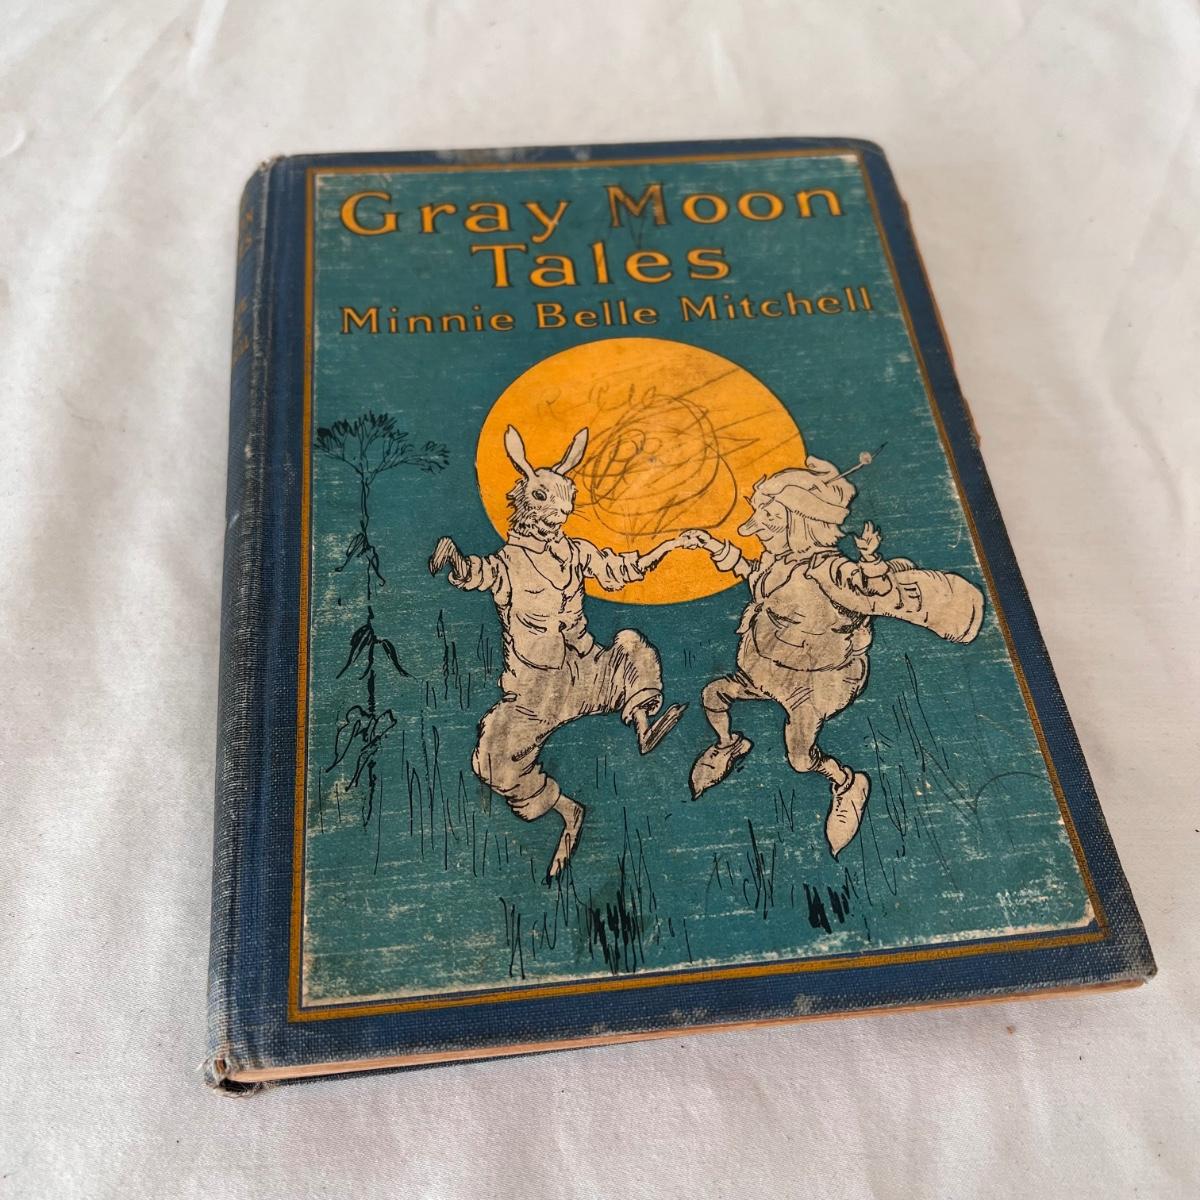 Gray Moon
Tales
Minnie Belle Mitchell